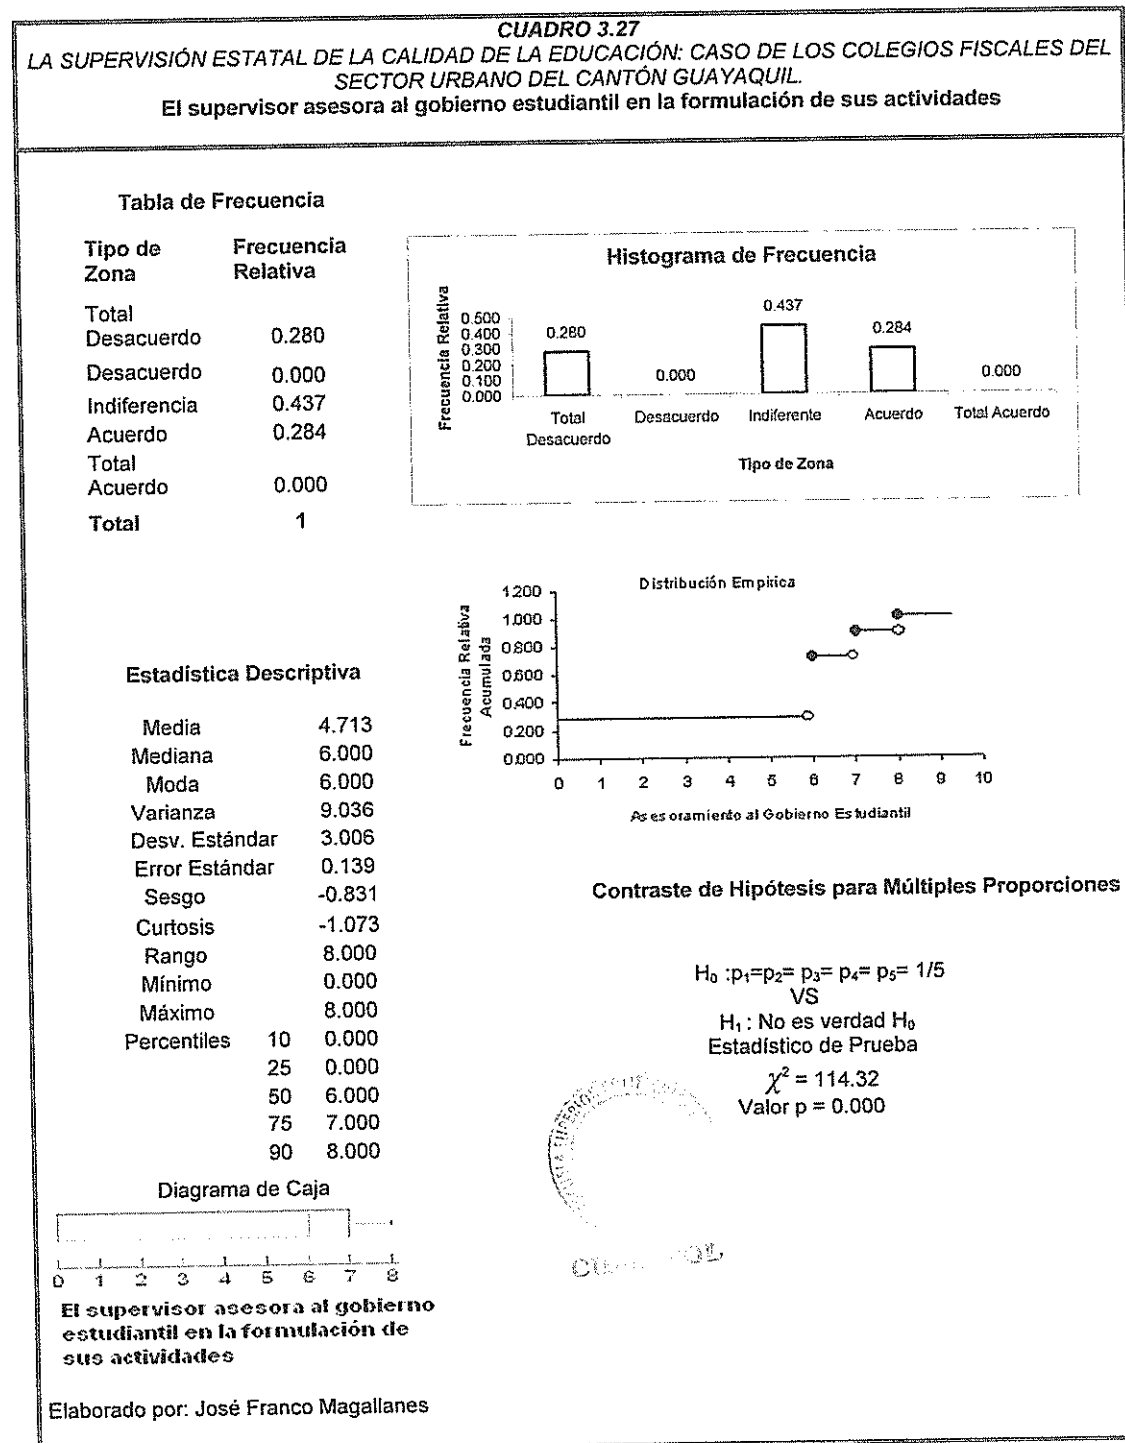 CUADRO 3.27
LA SUPERVISIÓN ESTATAL DE LA CALIDAD DE LA EDUCACIÓN: CASO DE LOS COLEGIOS FISCALES DEL
SECTOR URBANO DEL CANTÓN GUAYAQUIL.
El supervisor asesora al gobierno estudiantil en la formulación de sus actividades
Tabla de Frecuencia
Tipo de Frecuencia
Zona Relativa
Total
Desacuerdo 0.280
Desacuerdo 0.000
Indiferencia 0.437
Acuerdo 0.284
Total
Acuerdo 0.000
Total 1
Histograma de Frecuencia
Frecuencia Relativa
0.500
0.400
0.300
0.200
0.100
0.000
0.280
0.000
0.437
0.284
0.000
Total Desacuerdo Indiferente Acuerdo Total Acuerdo
Desacuerdo
Tipo de Zona
Distribución Empirica
Frecuencia Relativa
Acumulada
1.200
1.000
0.800
0.600
0.400
0.200
0.000
0 1 2 3 4 5 6 7 8 9 10
Asesoramiento al Gobierno Estudiantil
Estadística Descriptiva
Media 4.713
Mediana 6.000
Moda 6.000
Varianza 9.036
Desv. Estándar 3.006
Error Estándar 0.139
Sesgo -0.831
Curtosis -1.073
Rango 8.000
Mínimo 0.000
Máximo 8.000
Percentiles 10 0.000
25 0.000
50 6.000
75 7.000
90 8.000
Contraste de Hipótesis para Múltiples Proporciones
H₀ :p₁=p₂= p₃= p₄= p₅= 1/5
VS
H₁ : No es verdad H₀
Estadístico de Prueba
χ² = 114.32
Valor p = 0.000
Diagrama de Caja
0 1 2 3 4 5 6 7 8
El supervisor asesora al gobierno
estudiantil en la formulación de
sus actividades
Elaborado por: José Franco Magallanes